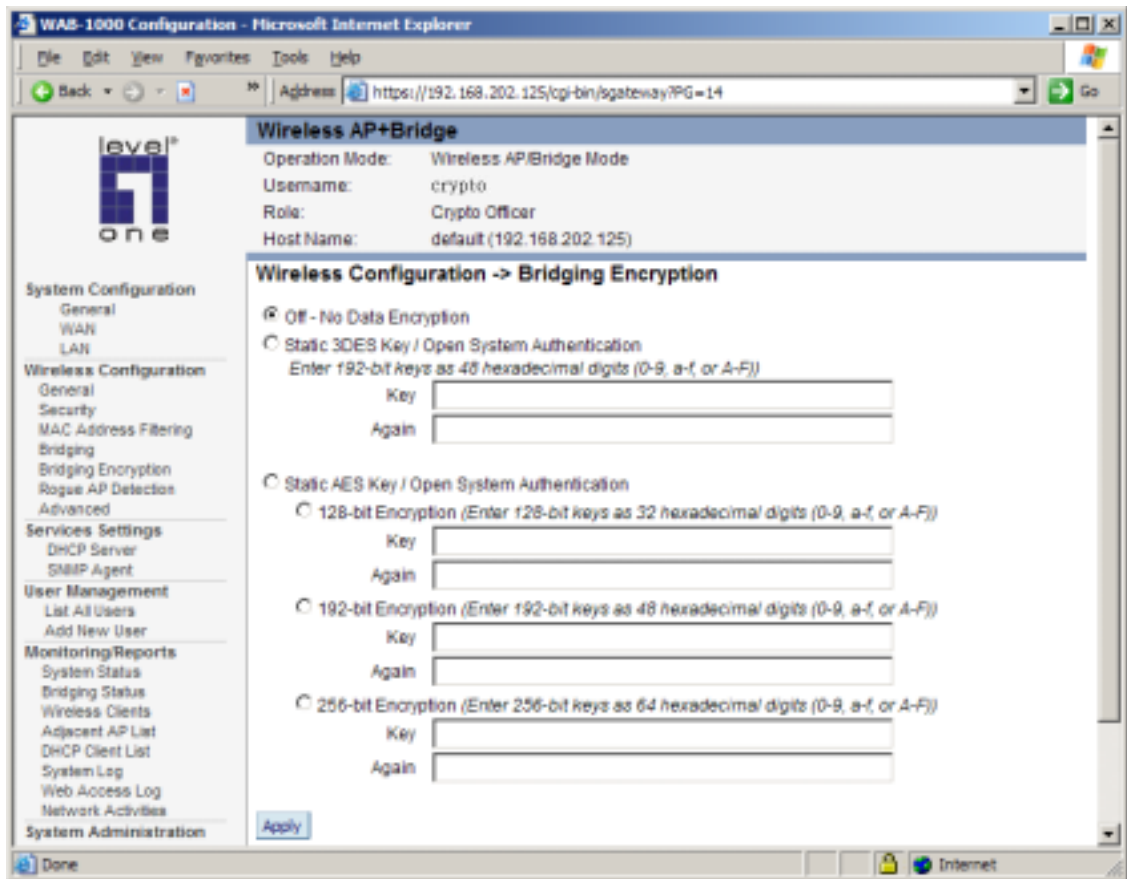 WAB-1000 Configuration - Microsoft Internet Explorer
File Edit View Favorites Tools Help
Back Address https://192.168.202.125/cgi-bin/sgateway?PG=14 Go
level®
one
System Configuration
General
WAN
LAN
Wireless Configuration
General
Security
MAC Address Filtering
Bridging
Bridging Encryption
Rogue AP Detection
Advanced
Services Settings
DHCP Server
SNMP Agent
User Management
List All Users
Add New User
Monitoring/Reports
System Status
Bridging Status
Wireless Clients
Adjacent AP List
DHCP Client List
System Log
Web Access Log
Network Activities
System Administration
Wireless AP+Bridge
Operation Mode: Wireless AP/Bridge Mode
Username: crypto
Role: Crypto Officer
Host Name: default (192.168.202.125)
Wireless Configuration -> Bridging Encryption
Off - No Data Encryption
Static 3DES Key / Open System Authentication
Enter 192-bit keys as 48 hexadecimal digits (0-9, a-f, or A-F))
Key
Again
Static AES Key / Open System Authentication
128-bit Encryption (Enter 128-bit keys as 32 hexadecimal digits (0-9, a-f, or A-F))
Key
Again
192-bit Encryption (Enter 192-bit keys as 48 hexadecimal digits (0-9, a-f, or A-F))
Key
Again
256-bit Encryption (Enter 256-bit keys as 64 hexadecimal digits (0-9, a-f, or A-F))
Key
Again
Apply
Done Internet